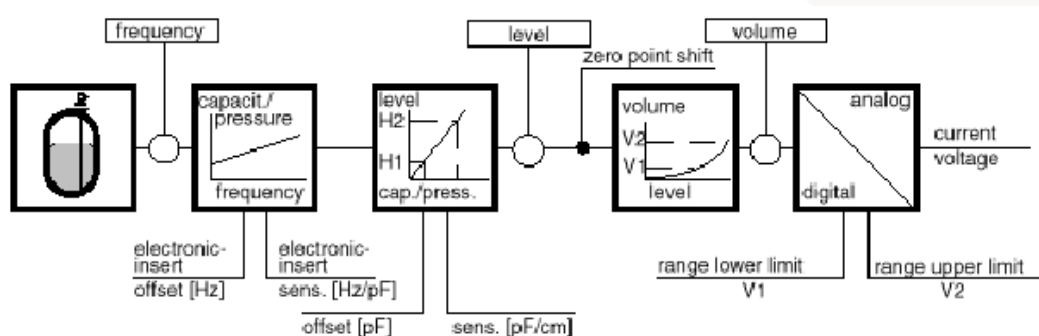 frequency
level
volume
zero point shift
capacit./
pressure
frequency
level
H2
H1
cap./press.
volume
V2
V1
level
analog
digital
current
voltage
electronic-
insert
offset [Hz]
electronic-
insert
sens. [Hz/pF]
offset [pF]
sens. [pF/cm]
range lower limit
V1
range upper limit
V2